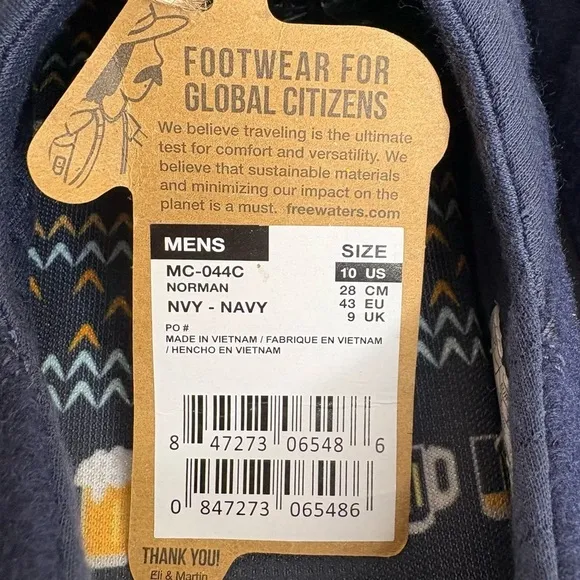 FOOTWEAR FOR
GLOBAL CITIZENS
We believe traveling is the ultimate
test for comfort and versatility. We
believe that sustainable materials
and minimizing our impact on the
planet is a must. freewaters.com
MENS
MC-044C
NORMAN
NVY - NAVY
SIZE
10 US
28 CM
43 EU
9 UK
PO #
MADE IN VIETNAM / FABRIQUE EN VIETNAM
/ HENCHO EN VIETNAM
8 47273 06548 6
0 847273 065486
THANK YOU!
Eli & Martin